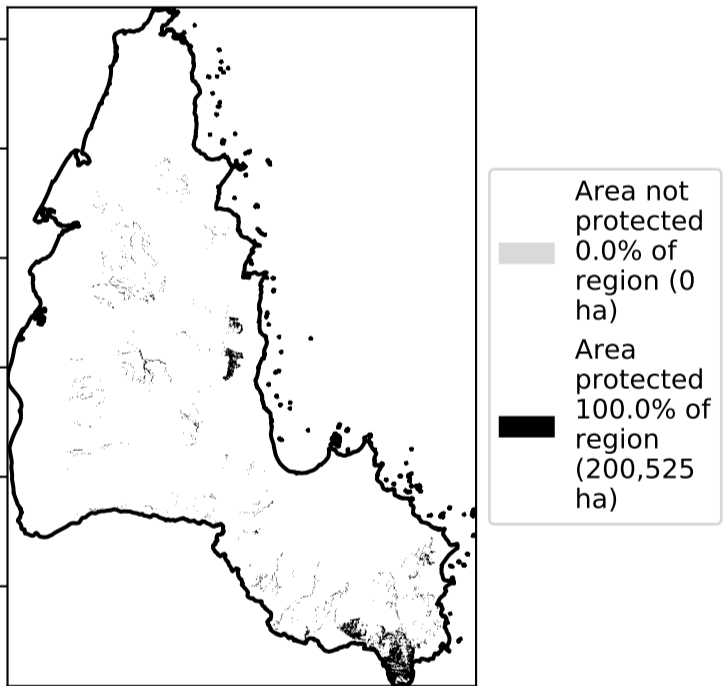 Area not
protected
0.0% of
region (0
ha)
Area
protected
100.0% of
region
(200,525
ha)